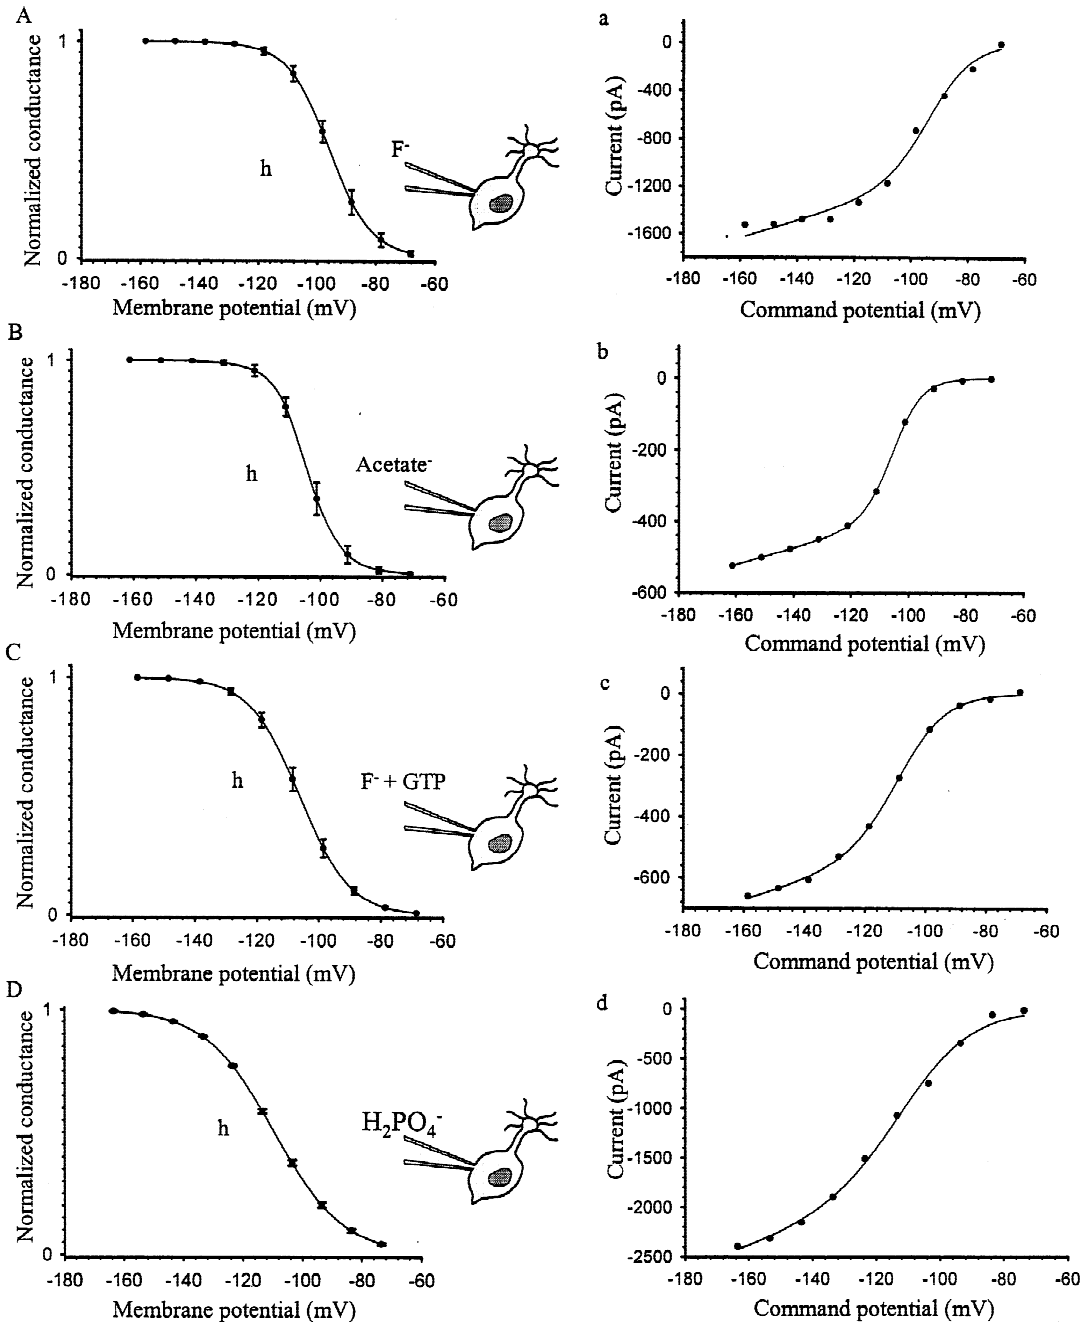 A
Normalized conductance
1
0
h
F-
-180 -160 -140 -120 -100 -80 -60
Membrane potential (mV)
a
Current (pA)
0
-400
-800
-1200
-1600
-180 -160 -140 -120 -100 -80 -60
Command potential (mV)
B
Normalized conductance
1
0
h
Acetate-
-180 -160 -140 -120 -100 -80 -60
Membrane potential (mV)
b
Current (pA)
0
-200
-400
-600
-180 -160 -140 -120 -100 -80 -60
Command potential (mV)
C
Normalized conductance
1
0
h
F- + GTP
-180 -160 -140 -120 -100 -80 -60
Membrane potential (mV)
c
Current (pA)
0
-200
-400
-600
-180 -160 -140 -120 -100 -80 -60
Command potential (mV)
D
Normalized conductance
1
0
h
H2PO4-
-180 -160 -140 -120 -100 -80 -60
Membrane potential (mV)
d
Current (pA)
0
-500
-1000
-1500
-2000
-2500
-180 -160 -140 -120 -100 -80 -60
Command potential (mV)